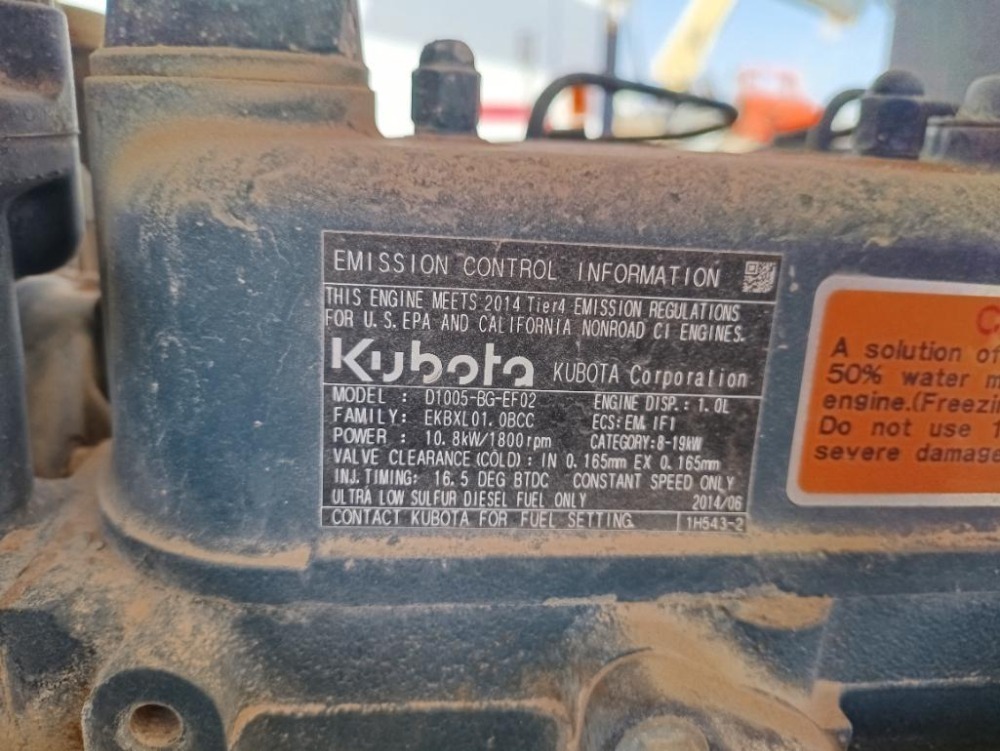 EMISSION CONTROL INFORMATION
THIS ENGINE MEETS 2014 Tier4 EMISSION REGULATIONS
FOR U.S. EPA AND CALIFORNIA NONROAD CI ENGINES.
Kubota KUBOTA Corporation
MODEL : D1005-BG-EF02 ENGINE DISP.: 1.0L
FAMILY: EKBXL01.0BCC ECS: EM, IFI
POWER : 10.8kW/1800rpm CATEGORY:8-19kW
VALVE CLEARANCE (COLD) : IN 0.165mm EX 0.165mm
INJ.TIMING: 16.5 DEG BTDC CONSTANT SPEED ONLY
ULTRA LOW SULFUR DIESEL FUEL ONLY 2014/06
CONTACT KUBOTA FOR FUEL SETTING. 1H543-2
A solution of
50% water
engine.(Freezi
Do not use
severe damage